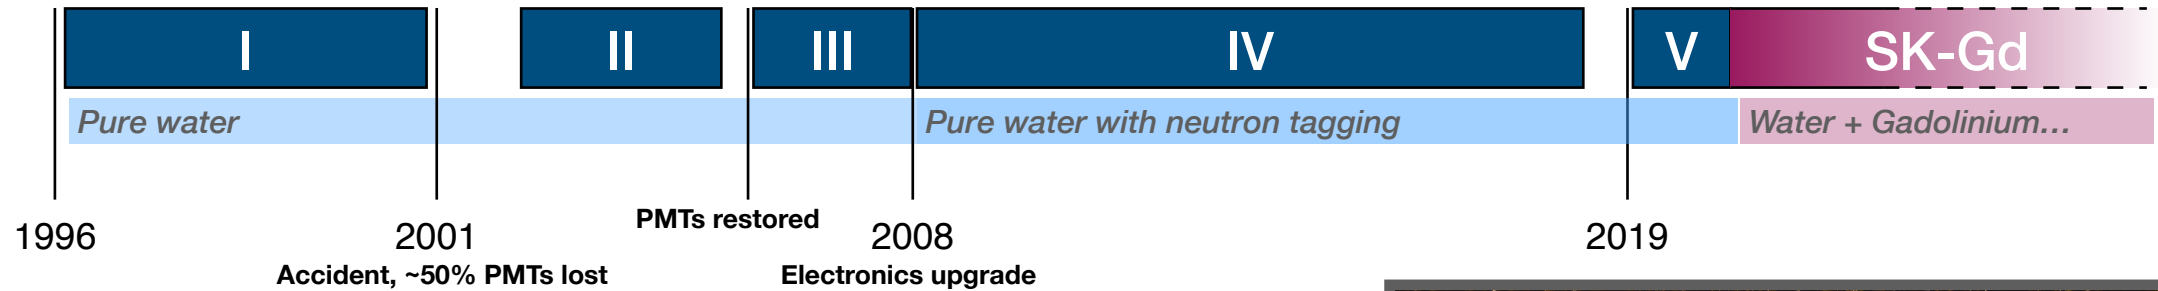 I II III IV V SK-Gd
Pure water Pure water with neutron tagging Water + Gadolinium...
PMTs restored
1996 2001 2008 2019
Accident, ~50% PMTs lost Electronics upgrade